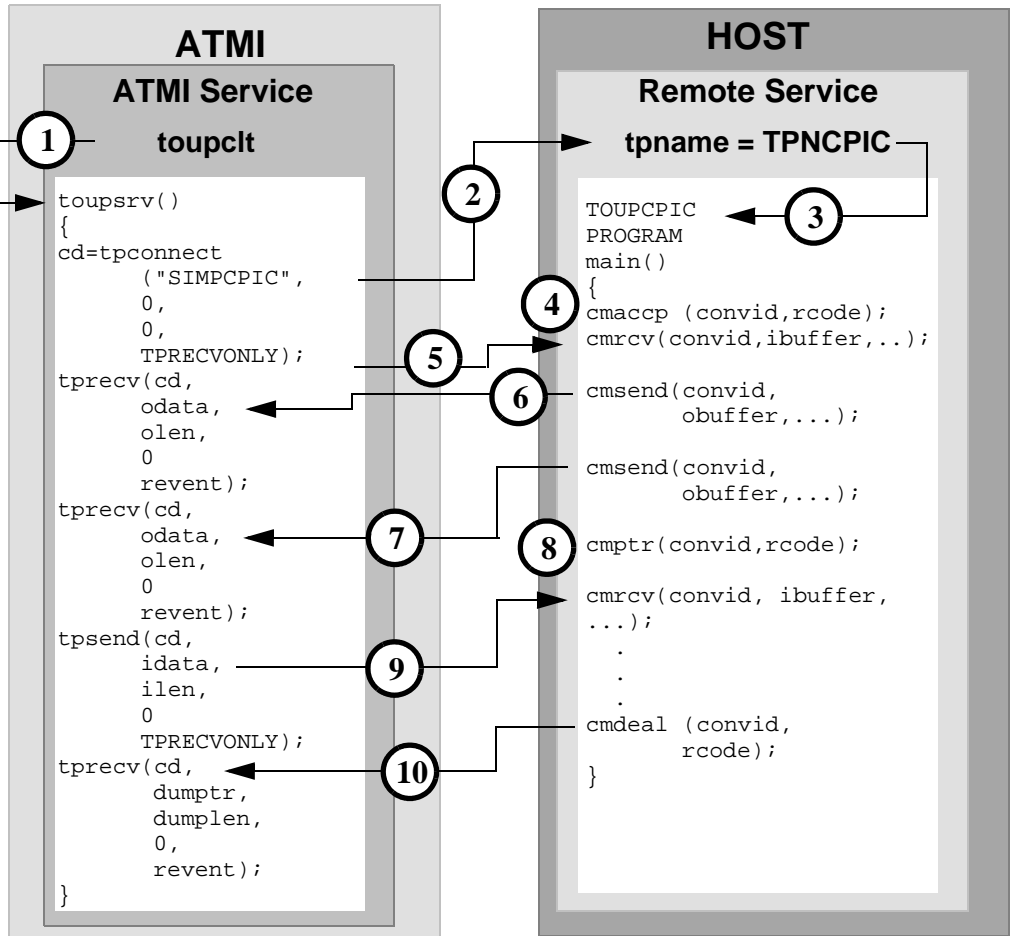 ATMI
ATMI Service
1
toupclt
toupsrv()
{
cd=tpconnect
("SIMPCPIC",
0,
0,
TPRECVONLY);
tprecv(cd,
odata,
olen,
0
revent);
tprecv(cd,
odata,
olen,
0
revent);
tpsend(cd,
idata,
ilen,
0
TPRECVONLY);
tprecv(cd,
dumptr,
dumplen,
0,
revent);
}
2
5
6
7
9
10
HOST
Remote Service
tpname = TPNCPIC
3
TOUPCPIC
PROGRAM
main()
{
4
cmaccp (convid,rcode);
cmrcv(convid,ibuffer,..);
cmsend(convid,
obuffer,...);
cmsend(convid,
obuffer,...);
8
cmptr(convid,rcode);
cmrcv(convid, ibuffer,
...);
.
.
.
cmdeal (convid,
rcode);
}